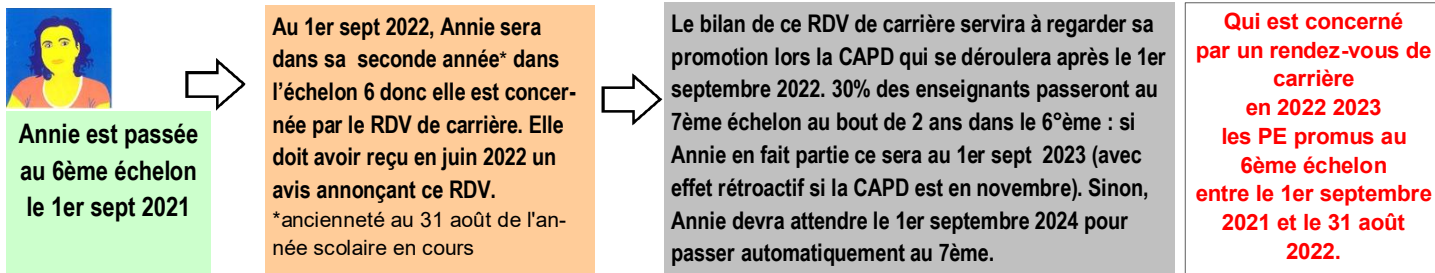 Annie est passée
au 6ème échelon
le 1er sept 2021
Au 1er sept 2022, Annie sera
dans sa seconde année* dans
l'échelon 6 donc elle est concer-
née par le RDV de carrière. Elle
doit avoir reçu en juin 2022 un
avis annonçant ce RDV.
*ancienneté au 31 août de l'an-
née scolaire en cours
Le bilan de ce RDV de carrière servira à regarder sa
promotion lors la CAPD qui se déroulera après le 1er
septembre 2022. 30% des enseignants passeront au
7ème échelon au bout de 2 ans dans le 6°ème : si
Annie en fait partie ce sera au 1er sept 2023 (avec
effet rétroactif si la CAPD est en novembre). Sinon,
Annie devra attendre le 1er septembre 2024 pour
passer automatiquement au 7ème.
Qui est concerné
par un rendez-vous de
carrière
en 2022 2023
les PE promus au
6ème échelon
entre le 1er septembre
2021 et le 31 août
2022.